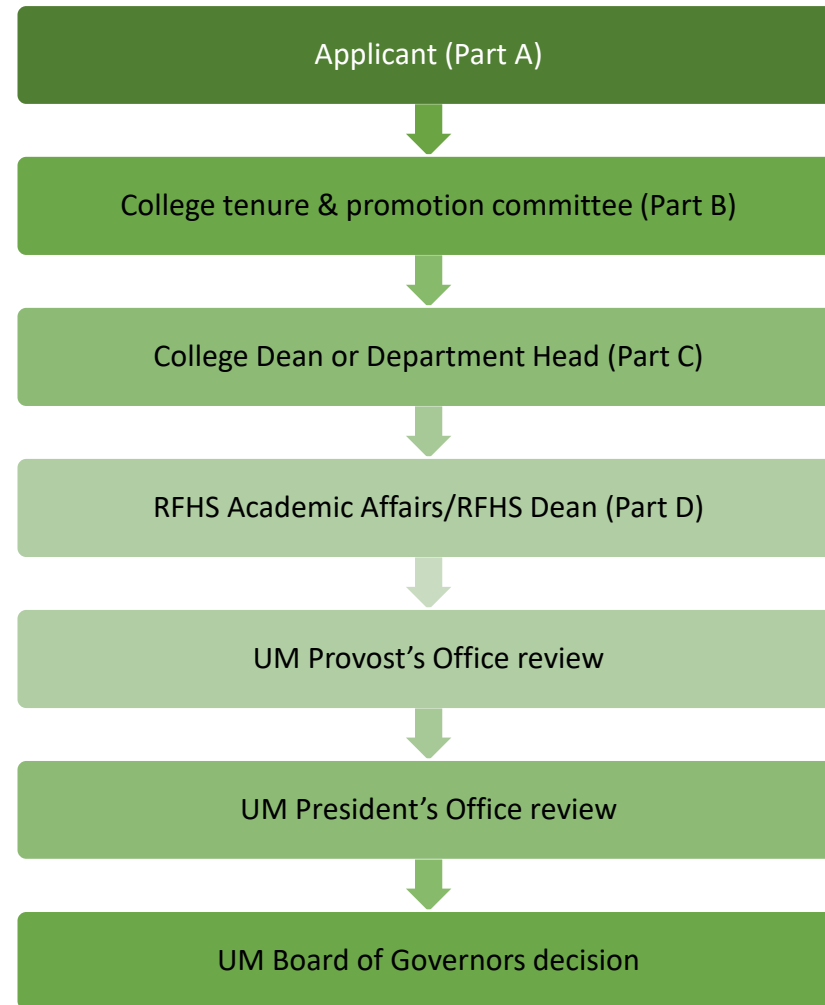 Applicant (Part A)
College tenure & promotion committee (Part B)
College Dean or Department Head (Part C)
RFHS Academic Affairs/RFHS Dean (Part D)
UM Provost’s Office review
UM President’s Office review
UM Board of Governors decision